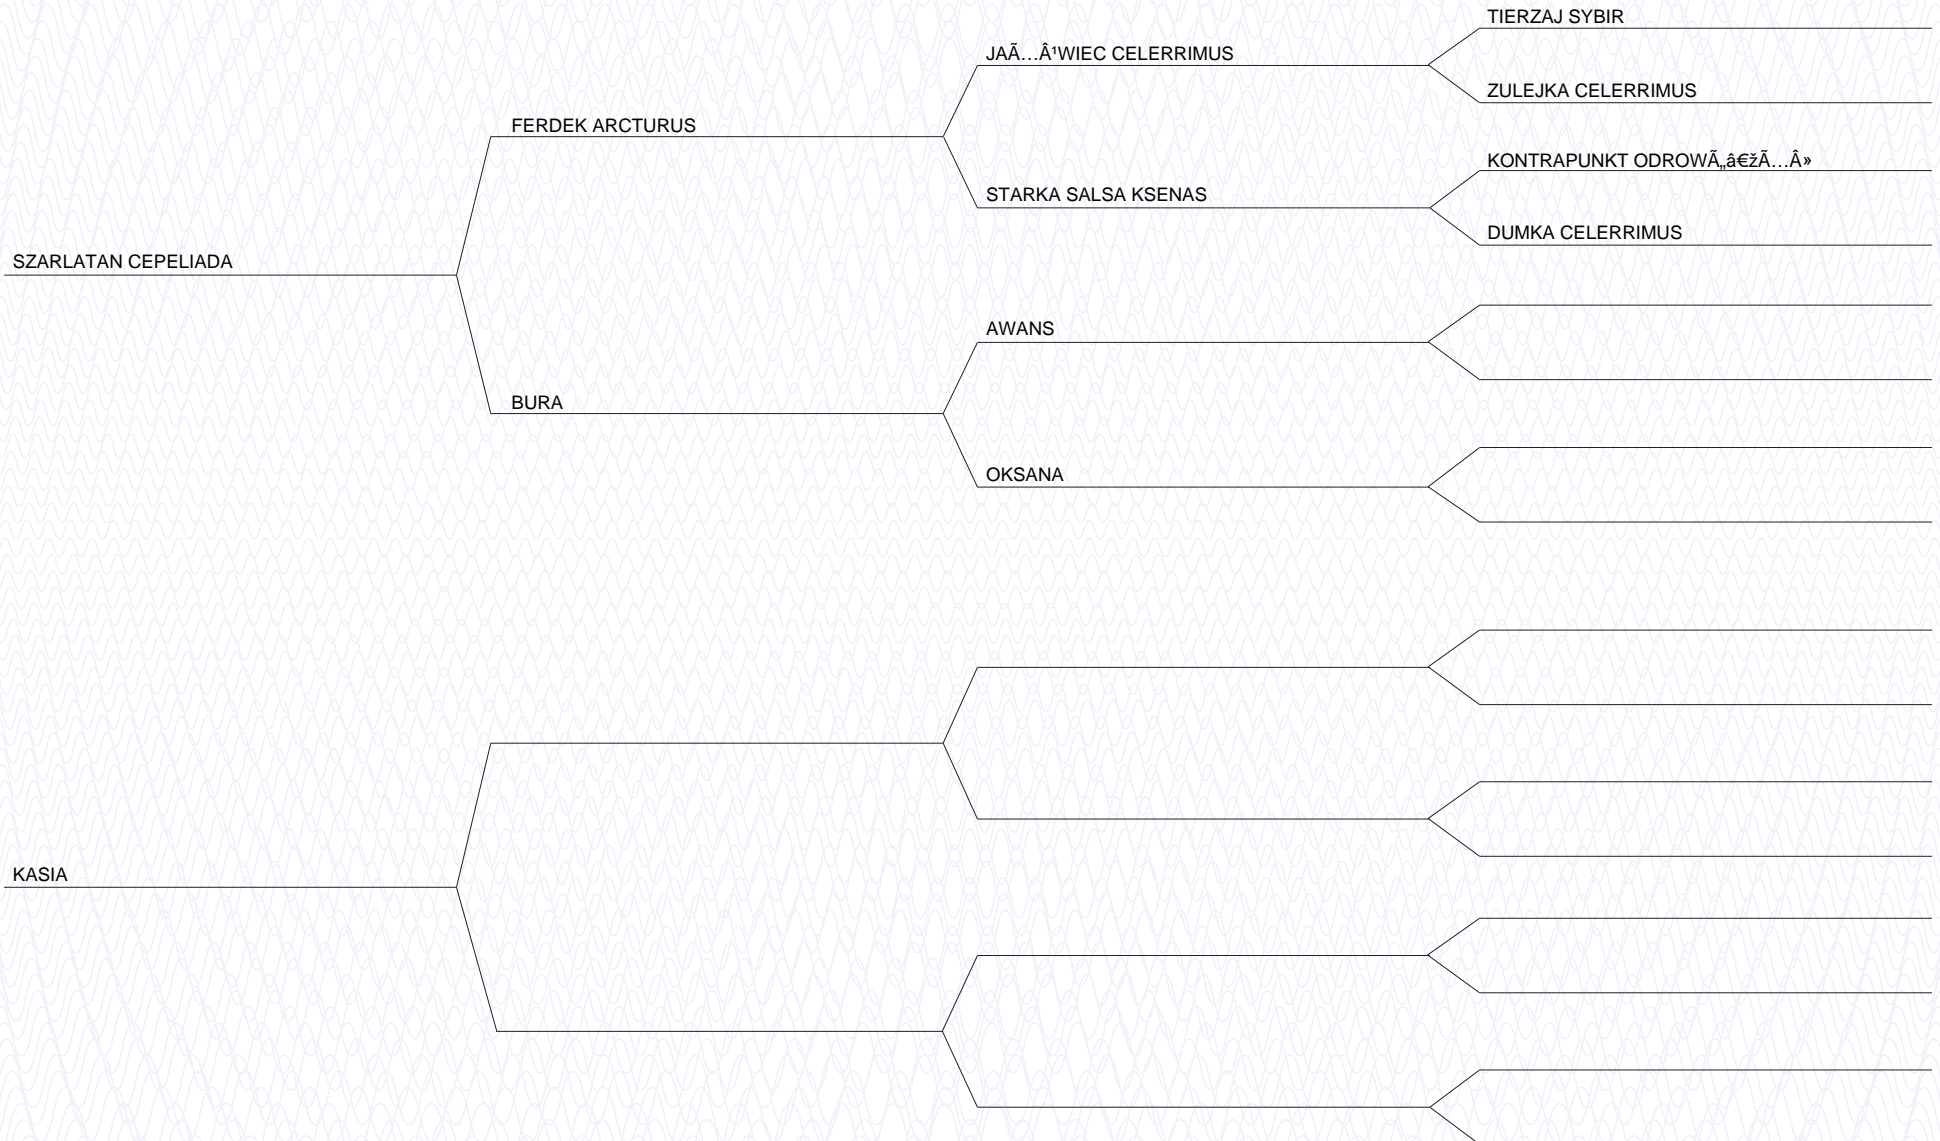 TIERZAJ SYBIR
JAÃ…Â¹WIEC CELERRIMUS
ZULEJKA CELERRIMUS
FERDEK ARCTURUS
KONTRAPUNKT ODROWÃ„â€žÃ…Â»
STARKA SALSA KSENAS
DUMKA CELERRIMUS
SZARLATAN CEPELIADA
AWANS
BURA
OKSANA
KASIA